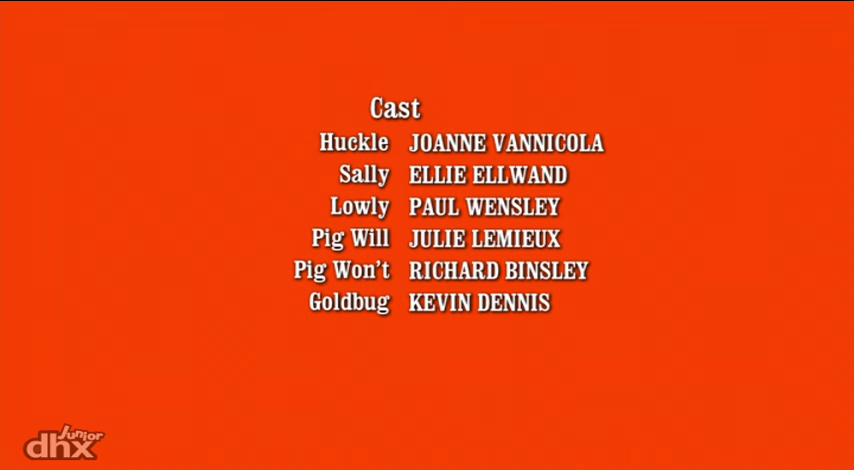 Cast
Huckle JOANNE VANNICOLA
Sally ELLIE ELLWAND
Lowly PAUL WENSLEY
Pig Will JULIE LEMIEUX
Pig Won't RICHARD BINSLEY
Goldbug KEVIN DENNIS
Junior
dhx